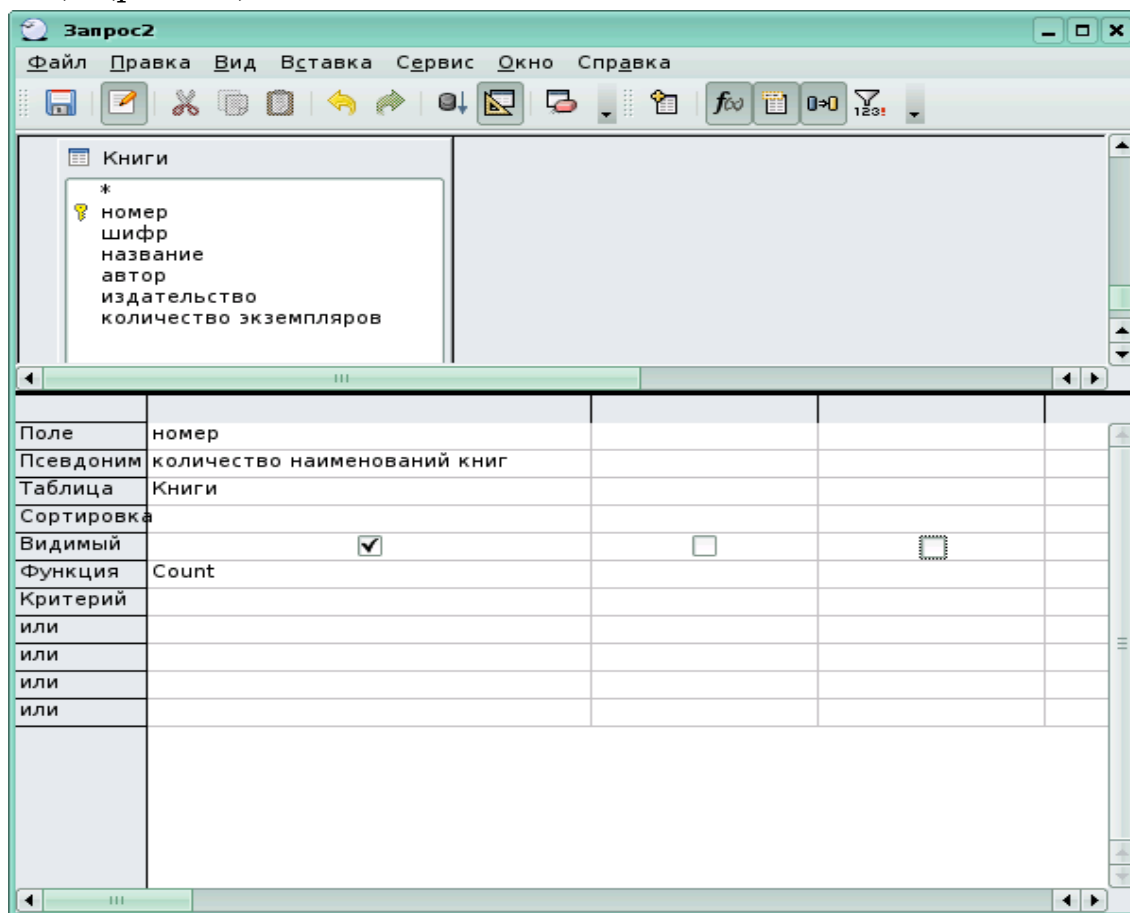 Запрос2
Файл Правка Вид Вставка Сервис Окно Справка
f(x) 123!
Книги
*
номер
шифр
название
автор
издательство
количество экземпляров
Поле номер
Псевдоним количество наименований книг
Таблица Книги
Сортировка
Видимый
Функция Count
Критерий
или
или
или
или